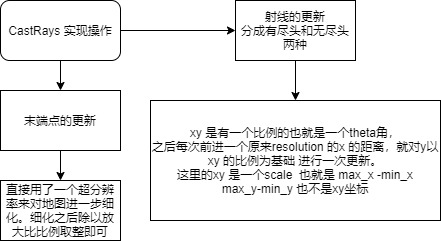 CastRays 实现操作
射线的更新
分成有尽头和无尽头
两种
末端点的更新
直接用了一个超分辨
率来对地图进一步细
化。细化之后除以放
大比例取整即可
xy 是有一个比例的也就是一个theta角,
之后每次前进一个原来resolution 的x 的距离，就对y以
xy 的比例为基础 进行一次更新。
这里的xy 是一个scale 也就是 max_x -min_x
max_y-min_y 也不是xy坐标